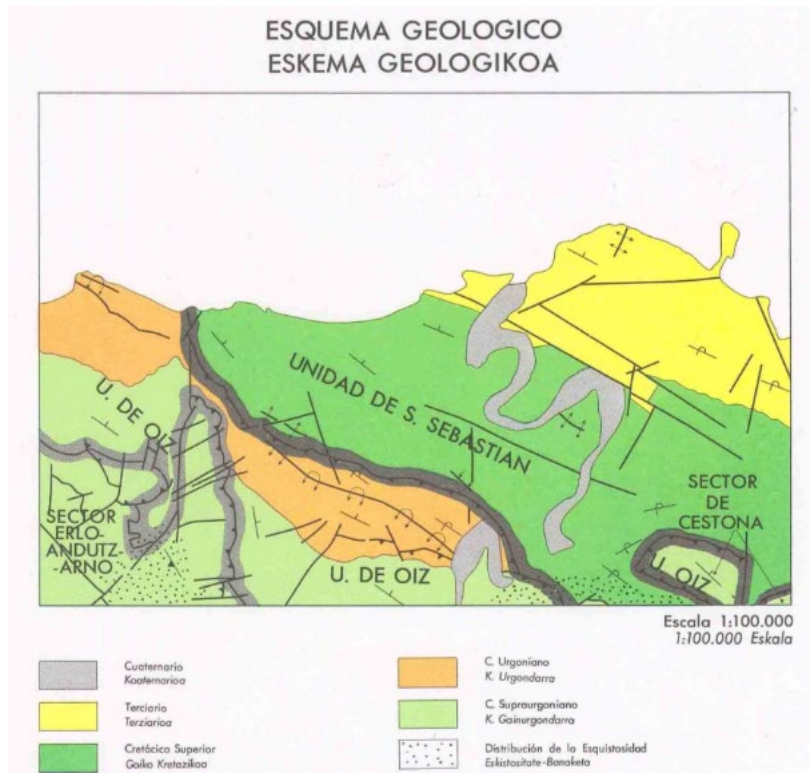 ESQUEMA GEOLOGICO
ESKEMA GEOLOGIKOA
U. DE OIZ
UNIDAD DE S. SEBASTIAN
SECTOR
DE
CESTONA
SECTOR
ERLO-
ANDUTZ-
-ARNO
U. DE OIZ
U. OIZ
Escala 1:100.000
1:100.000 Eskala
Cuaternario
Koaternarioa
Terciario
Terziarioa
Cretácico Superior
Goiko Kretazikoa
C. Urgoniano
K. Urgondarra
C. Supraurgoniano
K. Gainurgondarra
Distribución de la Esquistosidad
Eskistositate-Banaketa